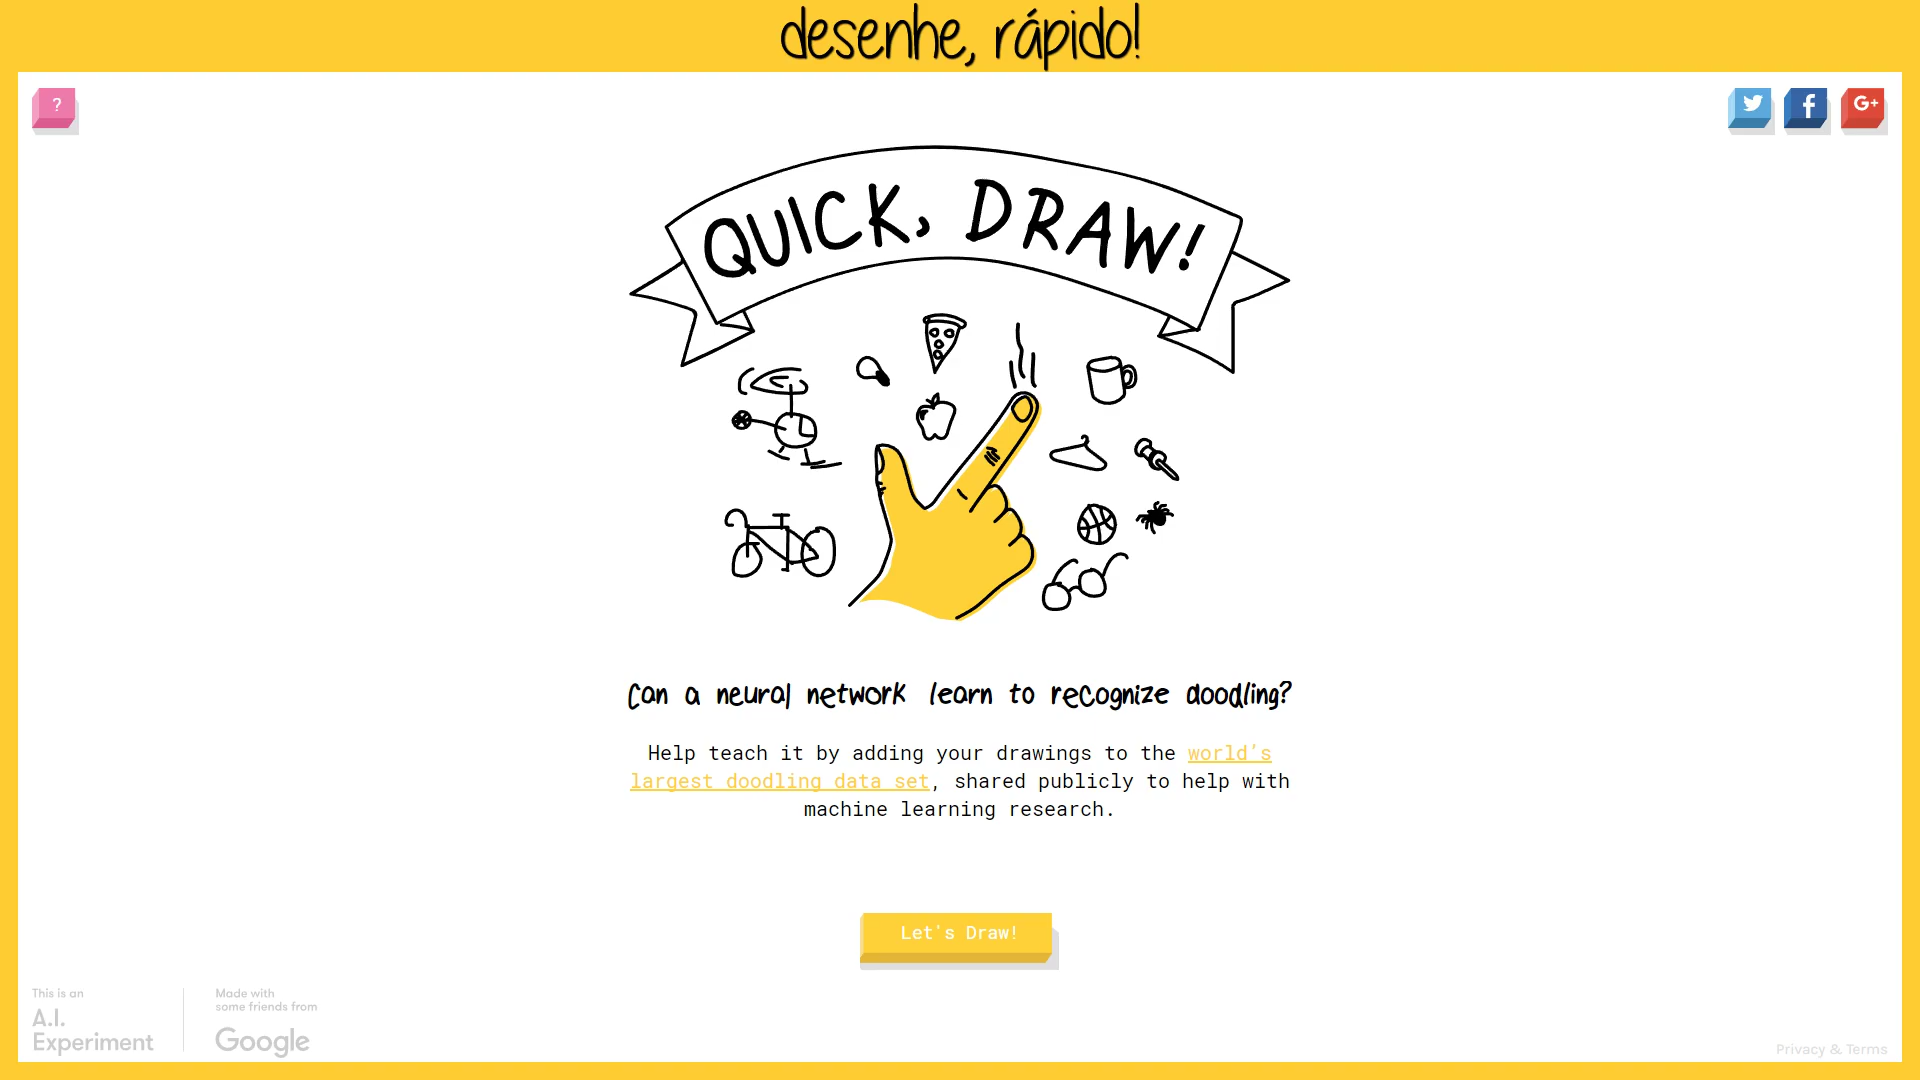 desenhe, rápido!
?
G+
QUICK, DRAW!
Can a neural network learn to recognize doodling?
Help teach it by adding your drawings to the world's
largest doodling data set, shared publicly to help with
machine learning research.
Let's Draw!
This is an
A.I.
Experiment
Made with
some friends from
Google
Privacy & Terms